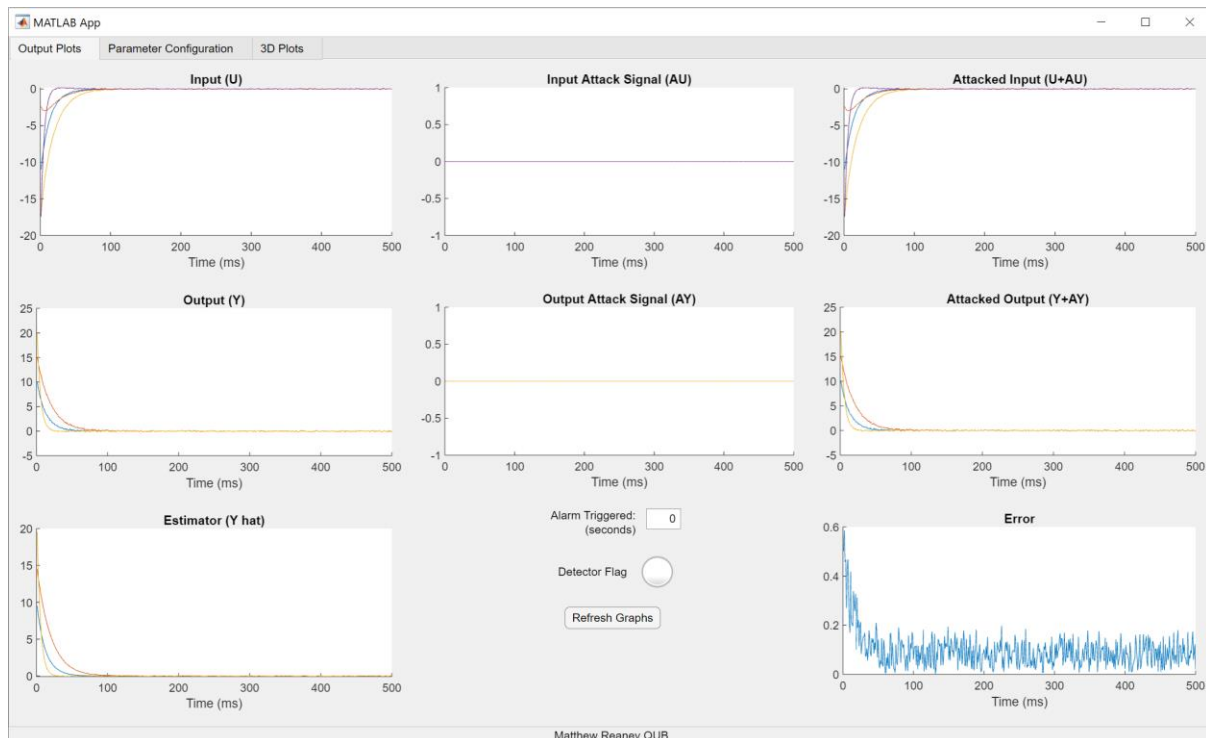 MATLAB App
Output Plots
Parameter Configuration
3D Plots
Input (U)
0
-5
-10
-15
-20
0 100 200 300 400 500
Time (ms)
Input Attack Signal (AU)
1
0.5
0
-0.5
-1
0 100 200 300 400 500
Time (ms)
Attacked Input (U+AU)
0
-5
-10
-15
-20
0 100 200 300 400 500
Time (ms)
Output (Y)
25
20
15
10
5
0
-5
0 100 200 300 400 500
Time (ms)
Output Attack Signal (AY)
1
0.5
0
-0.5
-1
0 100 200 300 400 500
Time (ms)
Attacked Output (Y+AY)
25
20
15
10
5
0
-5
0 100 200 300 400 500
Time (ms)
Estimator (Y hat)
20
15
10
5
0
0 100 200 300 400 500
Time (ms)
Alarm Triggered: 0
(seconds)
Detector Flag
Refresh Graphs
Error
0.6
0.4
0.2
0
0 100 200 300 400 500
Time (ms)
Matthew Reaney QUB